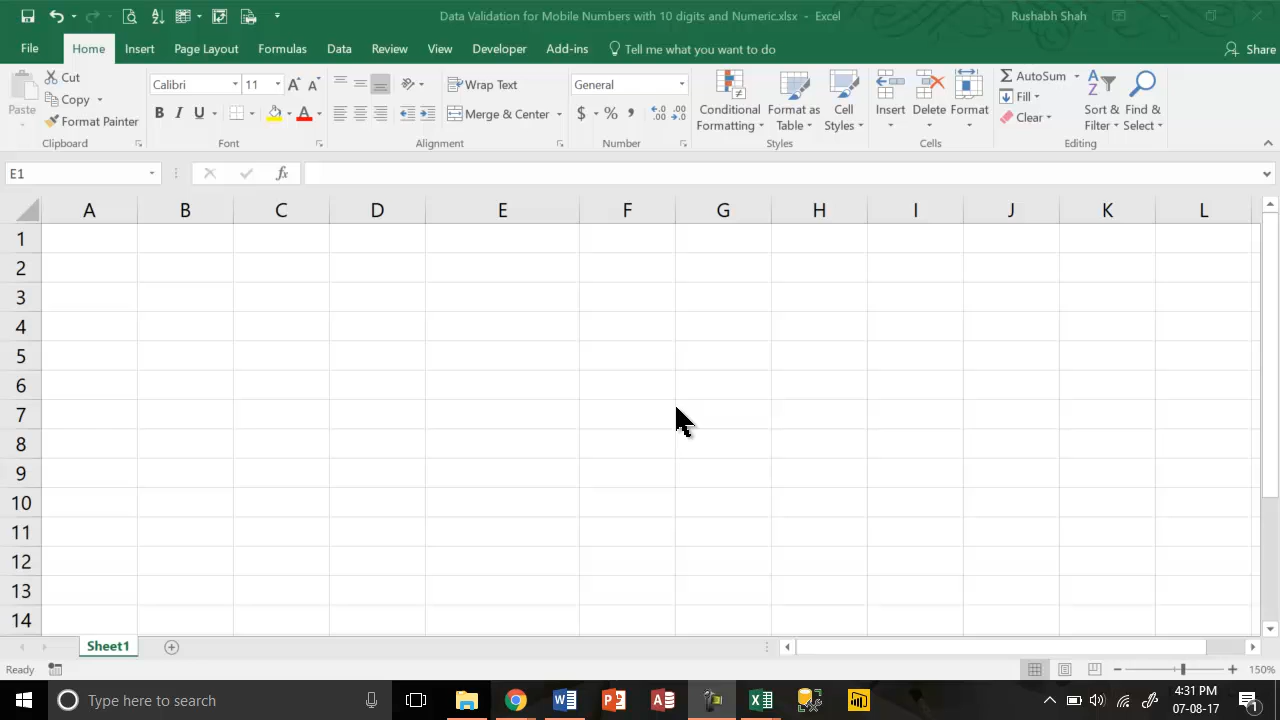 Data Validation for Mobile Numbers with 10 digits and Numeric.xlsx - Excel
Rushabh Shah
File Home Insert Page Layout Formulas Data Review View Developer Add-ins Tell me what you want to do Share
Paste
Cut
Copy
Format Painter
Clipboard
Calibri 11
B I U A
Font
Wrap Text
Merge & Center
Alignment
General
$ % , .00
Number
Conditional Formatting
Format as Table
Cell Styles
Styles
Insert
Delete
Format
Cells
AutoSum
Fill
Clear
Sort & Filter
Find & Select
Editing
E1 fx
A B C D E F G H I J K L
1
2
3
4
5
6
7
8
9
10
11
12
13
14
Sheet1
Ready 150%
Type here to search
4:31 PM
07-08-17
1